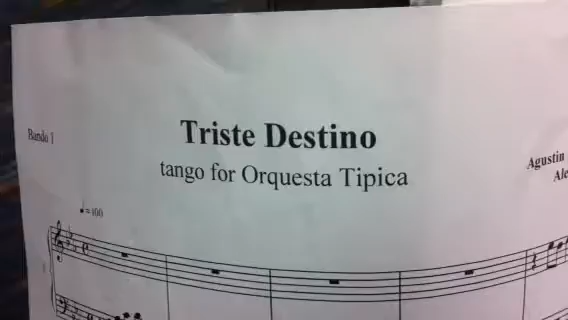 Triste Destino
Bando 1
tango for Orquesta Tipica
Agustin
Ale
♩ = 100